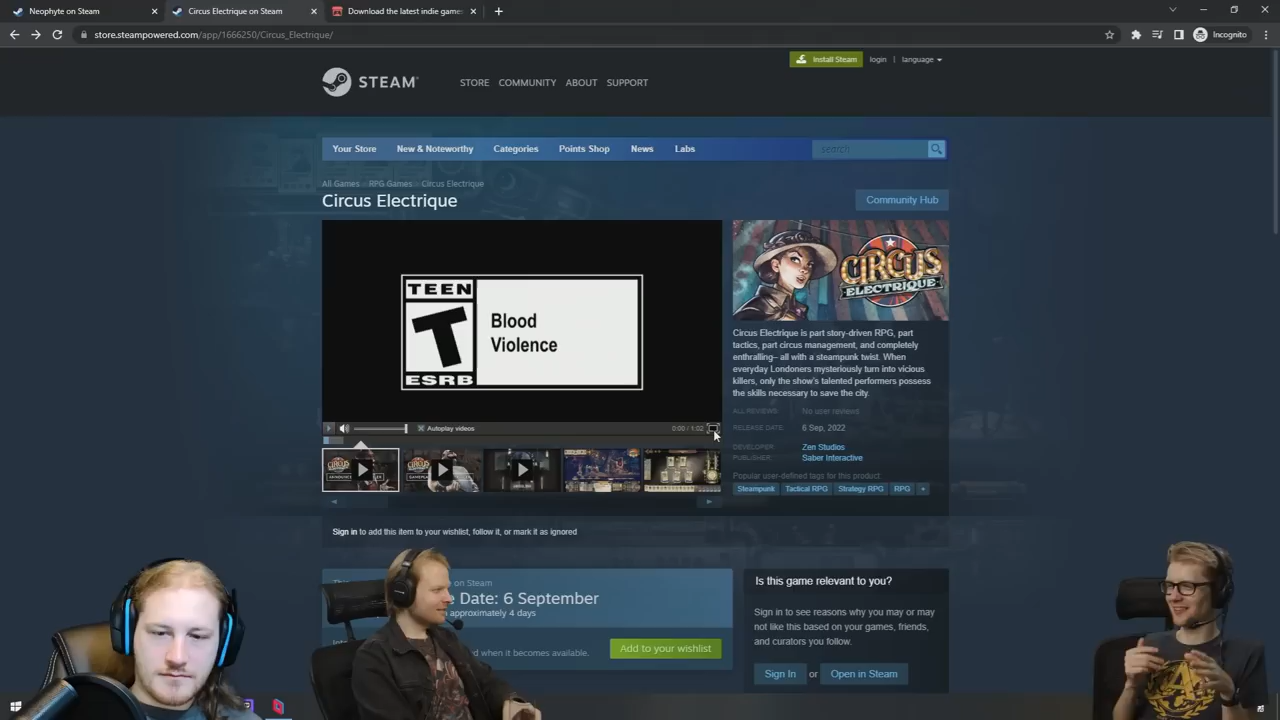 Neophyte on Steam
Circus Electrique on Steam
Download the latest indie game
store.steampowered.com/app/1666250/Circus_Electrique/
Incognito
Install Steam
login | language
STEAM
STORE COMMUNITY ABOUT SUPPORT
Your Store New & Noteworthy Categories Points Shop News Labs
search
All Games RPG Games Circus Electrique
Circus Electrique
Community Hub
TEEN
T
ESRB
Blood
Violence
Autoplay videos
0:00 / 1:02
CIRCUS
ELECTRIQUE
Circus Electrique is part story-driven RPG, part
tactics, part circus management, and completely
enthralling– all with a steampunk twist. When
everyday Londoners mysteriously turn into vicious
killers, only the show's talented performers possess
the skills necessary to save the city.
ALL REVIEWS: No user reviews
RELEASE DATE: 6 Sep, 2022
DEVELOPER: Zen Studios
PUBLISHER: Saber Interactive
Popular user-defined tags for this product:
Steampunk Tactical RPG Strategy RPG RPG +
Sign in to add this item to your wishlist, follow it, or mark it as ignored
on Steam
Date: 6 September
approximately 4 days
when it becomes available.
Add to your wishlist
Is this game relevant to you?
Sign in to see reasons why you may or
may not like this based on your games, friends,
and curators you follow.
Sign In or Open in Steam